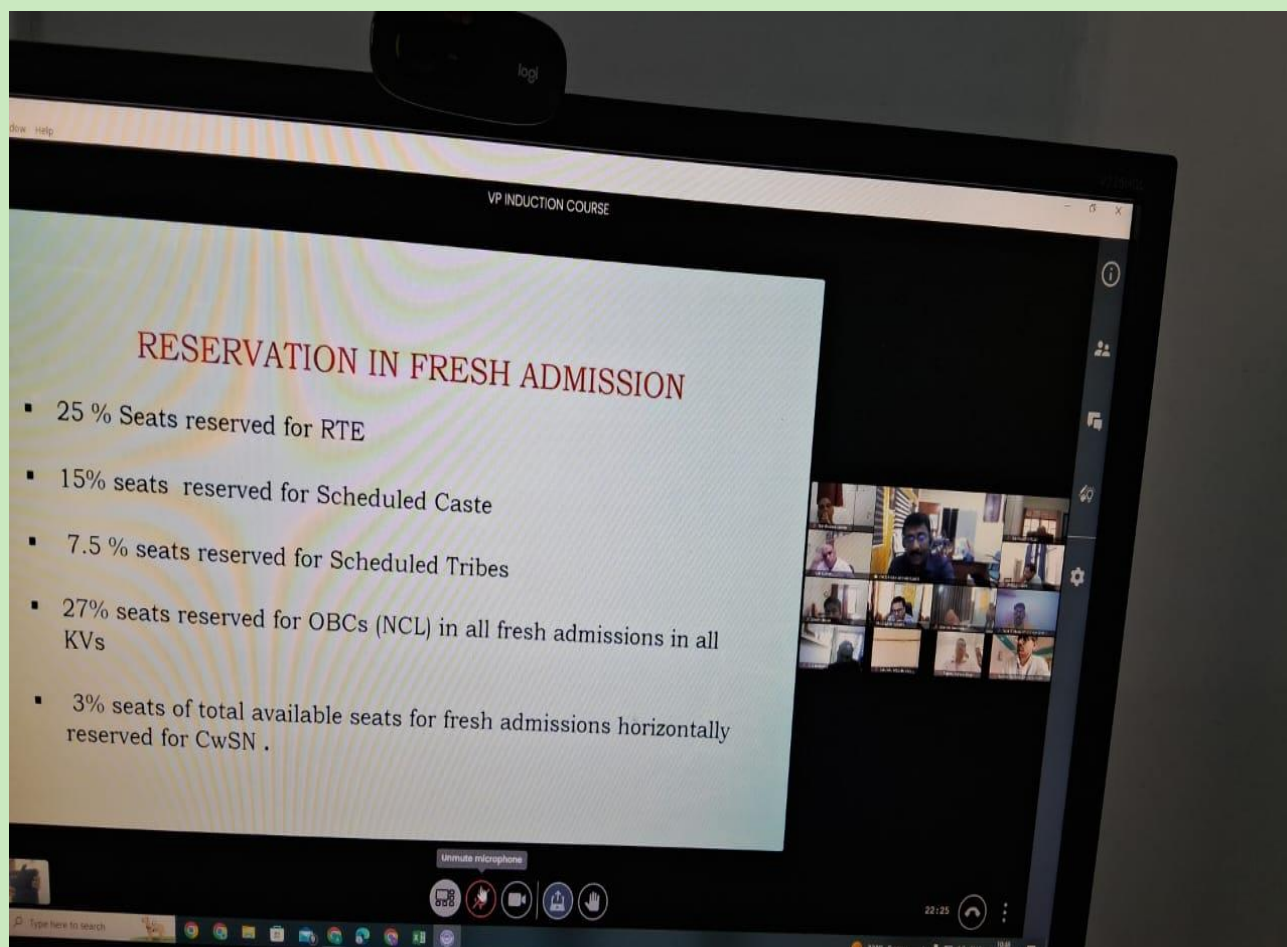 logi
dow Help
VP INDUCTION COURSE
RESERVATION IN FRESH ADMISSION
▪ 25 % Seats reserved for RTE
▪ 15% seats reserved for Scheduled Caste
▪ 7.5 % seats reserved for Scheduled Tribes
▪ 27% seats reserved for OBCs (NCL) in all fresh admissions in all
KVs
▪ 3% seats of total available seats for fresh admissions horizontally
reserved for CwSN .
Unmute microphone
22:25
Type here to search